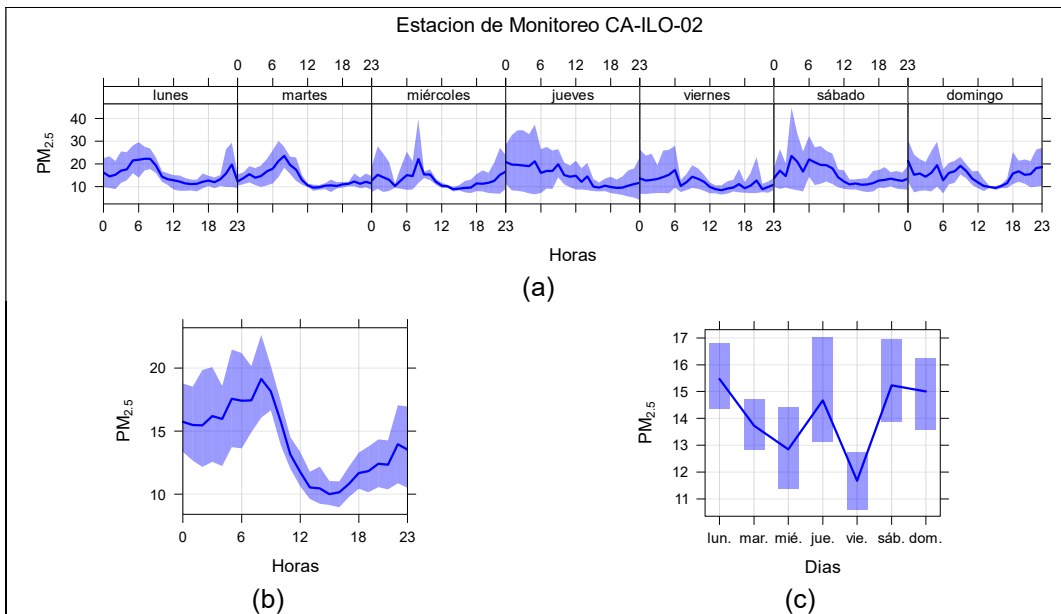 Estacion de Monitoreo CA-ILO-02
0 6 12 18 23 0 6 12 18 23 0 6 12 18 23
lunes martes miércoles jueves viernes sábado domingo
PM2.5
40
30
20
10
0 6 12 18 23 0 6 12 18 23 0 6 12 18 23 0 6 12 18 23
Horas
(a)
PM2.5
20
15
10
0 6 12 18 23
Horas
(b)
PM2.5
17
16
15
14
13
12
11
lun. mar. mié. jue. vie. sáb. dom.
Dias
(c)